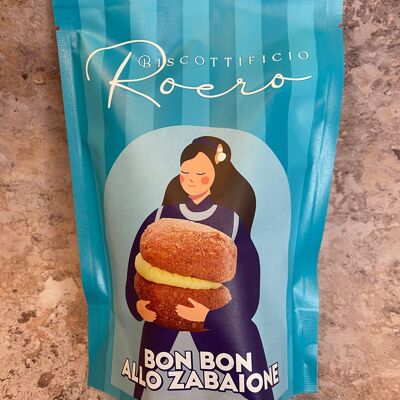 BISCOTTIFICIO
Roero
BON BON
ALLO ZABAIONE